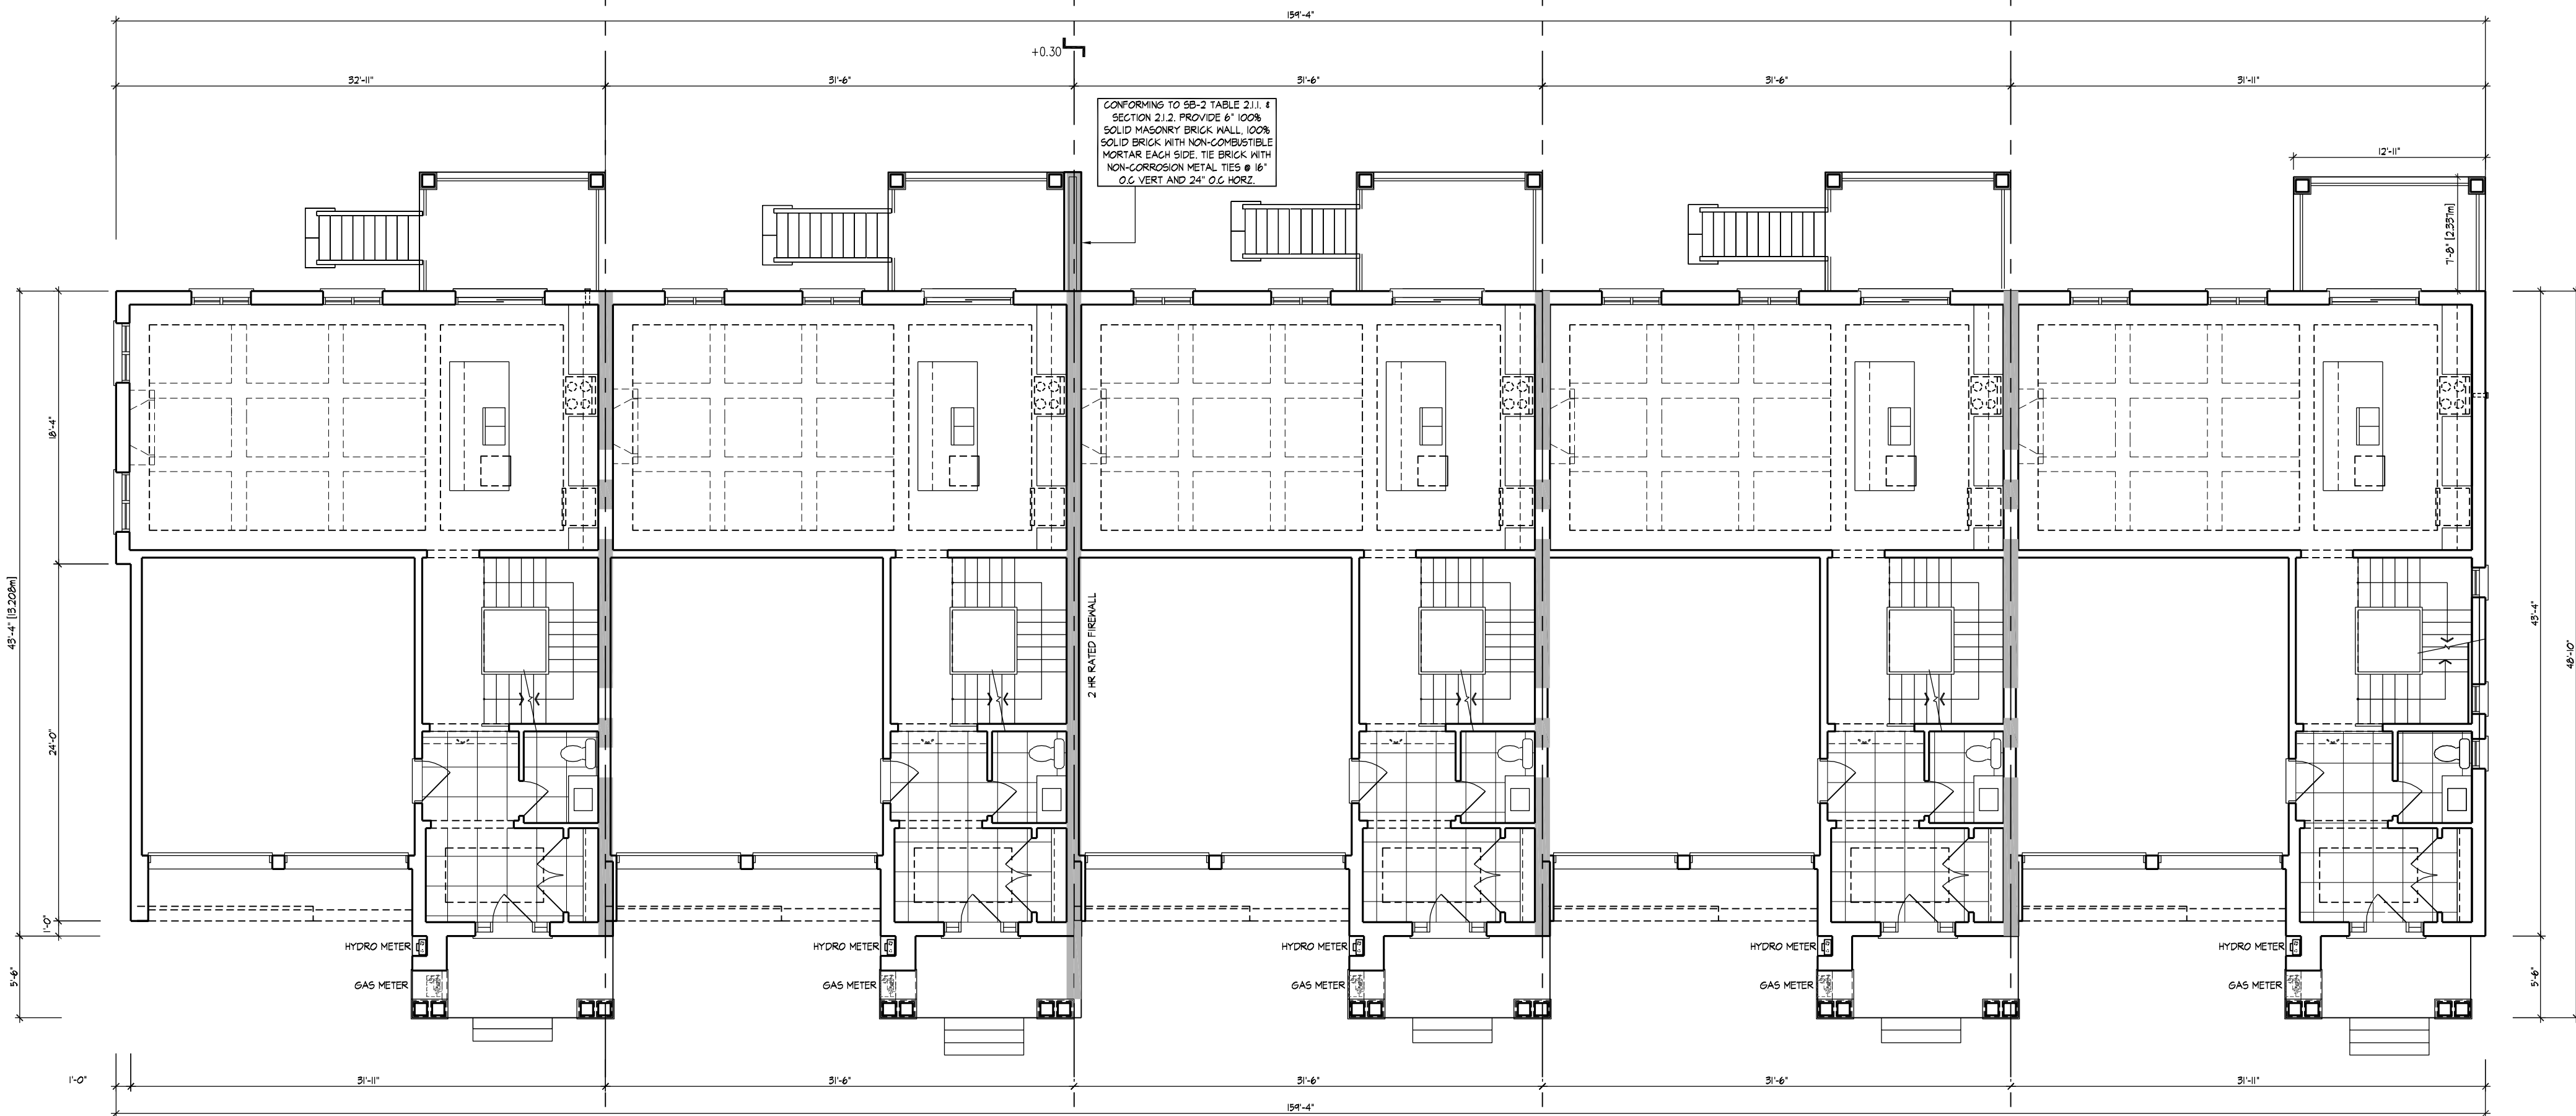 159'-4"
+0.30
32'-11"
31'-6"
31'-6"
31'-6"
31'-11"
CONFORMING TO SB-2 TABLE 2.1.1. &
SECTION 2.1.2. PROVIDE 6" 100%
SOLID MASONRY BRICK WALL, 100%
SOLID BRICK WITH NON-COMBUSTIBLE
MORTAR EACH SIDE. TIE BRICK WITH
NON-CORROSION METAL TIES @ 16"
O.C VERT AND 24" O.C HORZ.
12'-11"
7'-8" [2.337m]
18'-4"
43'-4" [13.208m]
24'-0"
1'-0"
5'-6"
2 HR RATED FIREWALL
43'-4"
48'-10"
5'-6"
HYDRO METER
HYDRO METER
HYDRO METER
HYDRO METER
HYDRO METER
GAS METER
GAS METER
GAS METER
GAS METER
GAS METER
1'-0"
31'-11"
31'-6"
31'-6"
31'-6"
31'-11"
159'-4"